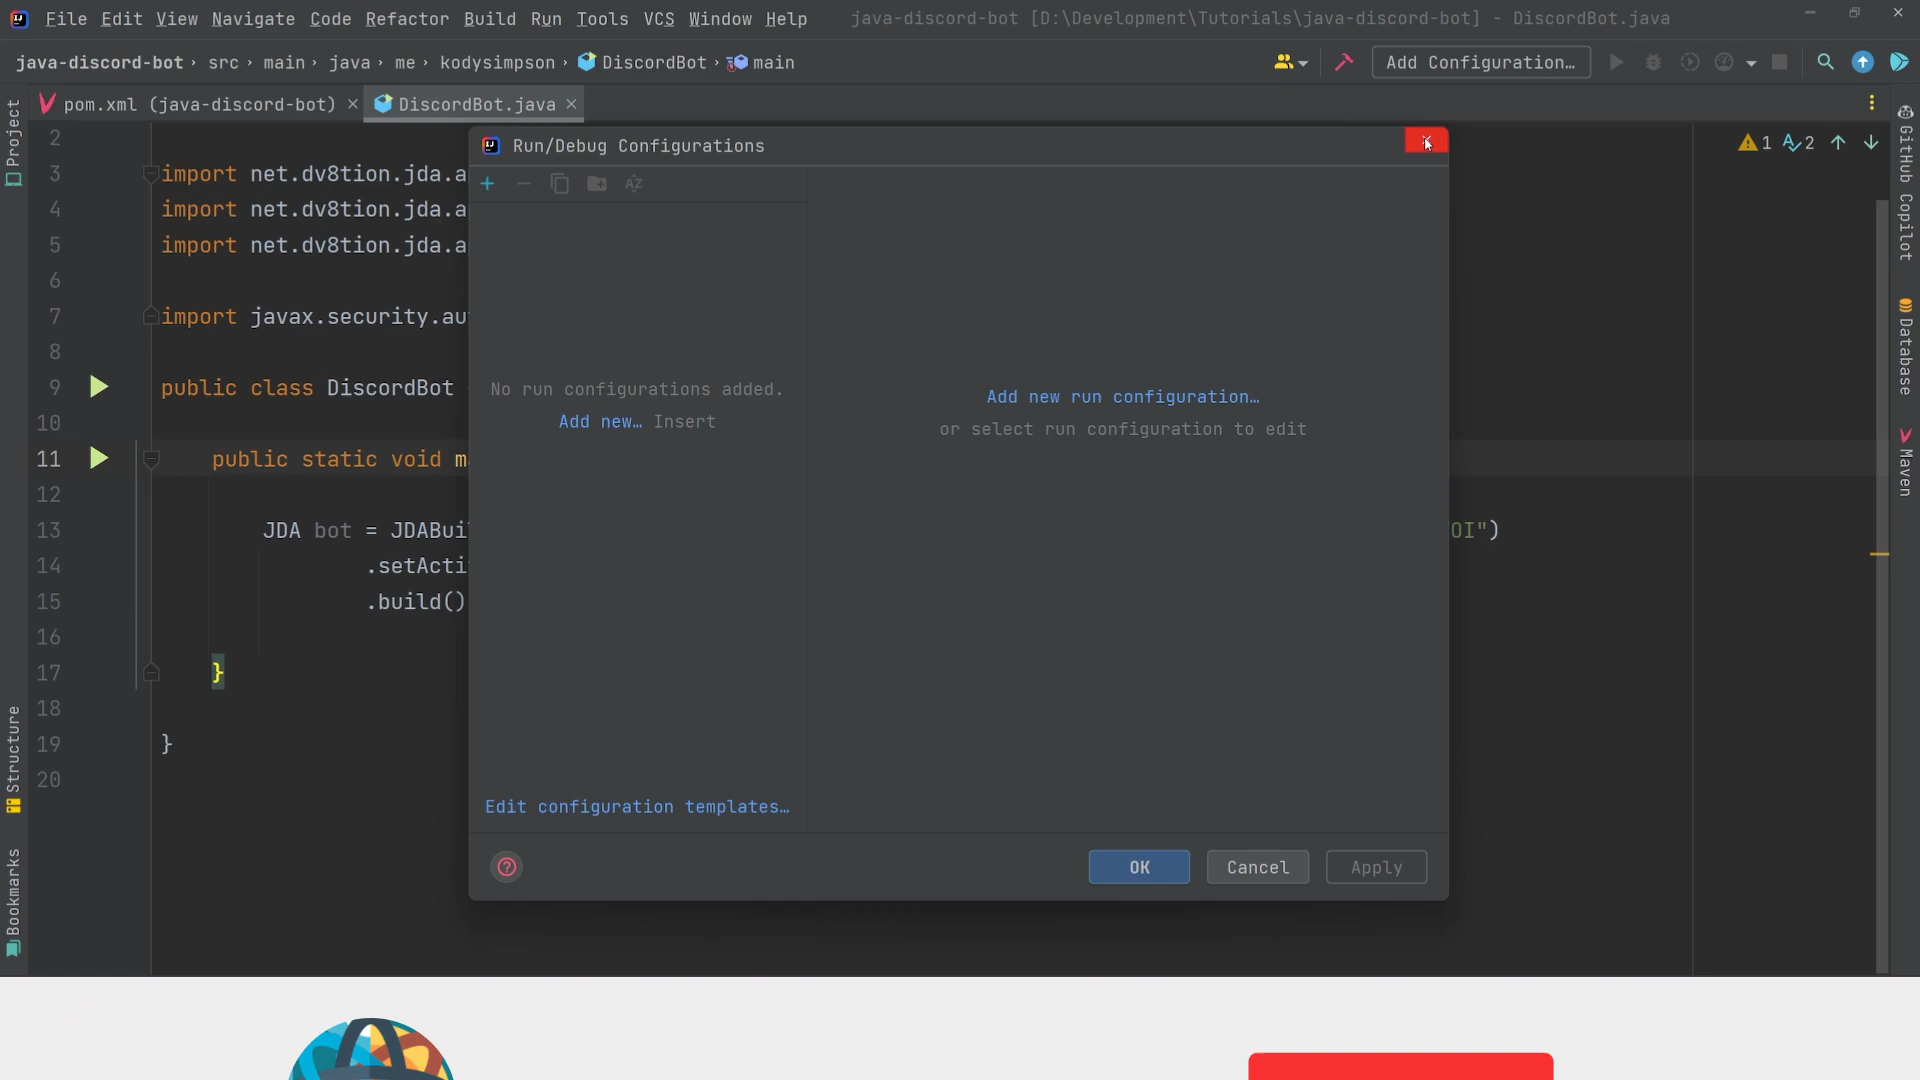 File Edit View Navigate Code Refactor Build Run Tools VCS Window Help java-discord-bot [D:\Development\Tutorials\java-discord-bot] - DiscordBot.java
java-discord-bot › src › main › java › me › kodysimpson › DiscordBot › main Add Configuration…
pom.xml (java-discord-bot) DiscordBot.java
Project
Structure
Bookmarks
2
3 import net.dv8tion.jda.a
4 import net.dv8tion.jda.a
5 import net.dv8tion.jda.a
6
7 import javax.security.au
8
9 public class DiscordBot
10
11 public static void m
12
13 JDA bot = JDABui OI")
14 .setActi
15 .build()
16
17 }
18
19 }
20
1 2
Run/Debug Configurations
No run configurations added.
Add new… Insert
Edit configuration templates…
Add new run configuration…
or select run configuration to edit
? OK Cancel Apply
GitHub Copilot
Database
Maven